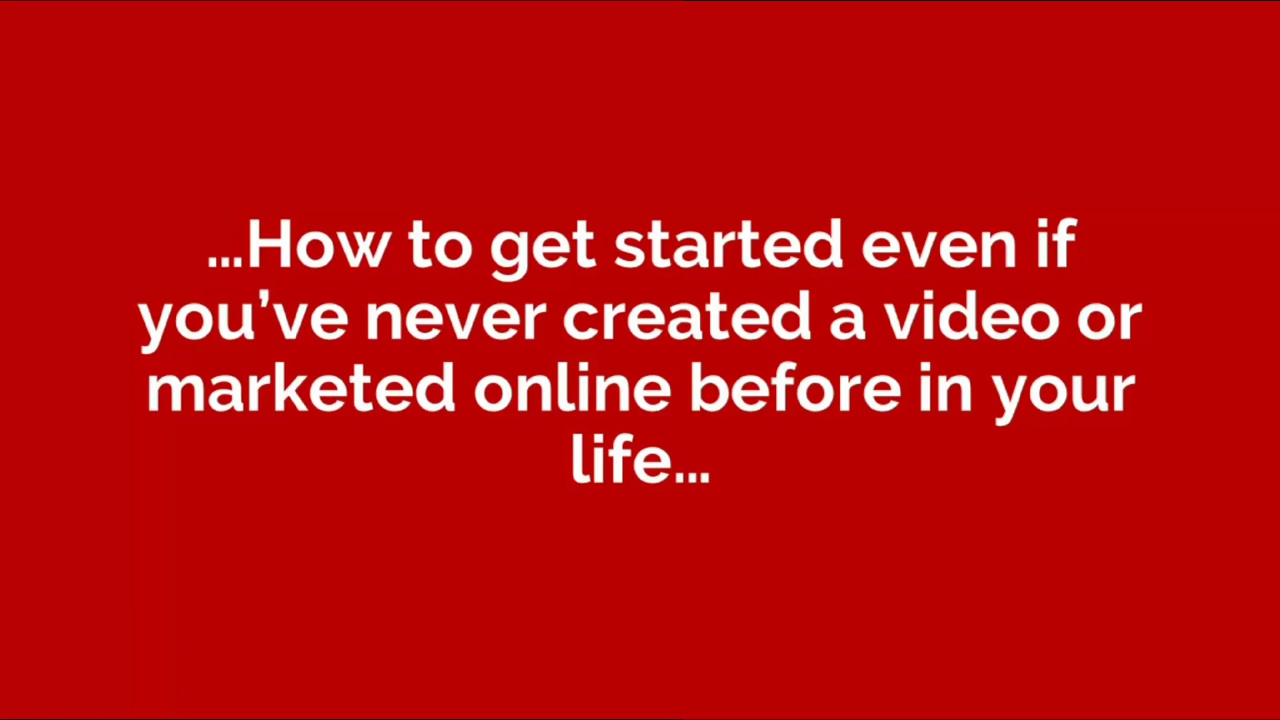 ...How to get started even if
you’ve never created a video or
marketed online before in your
life...